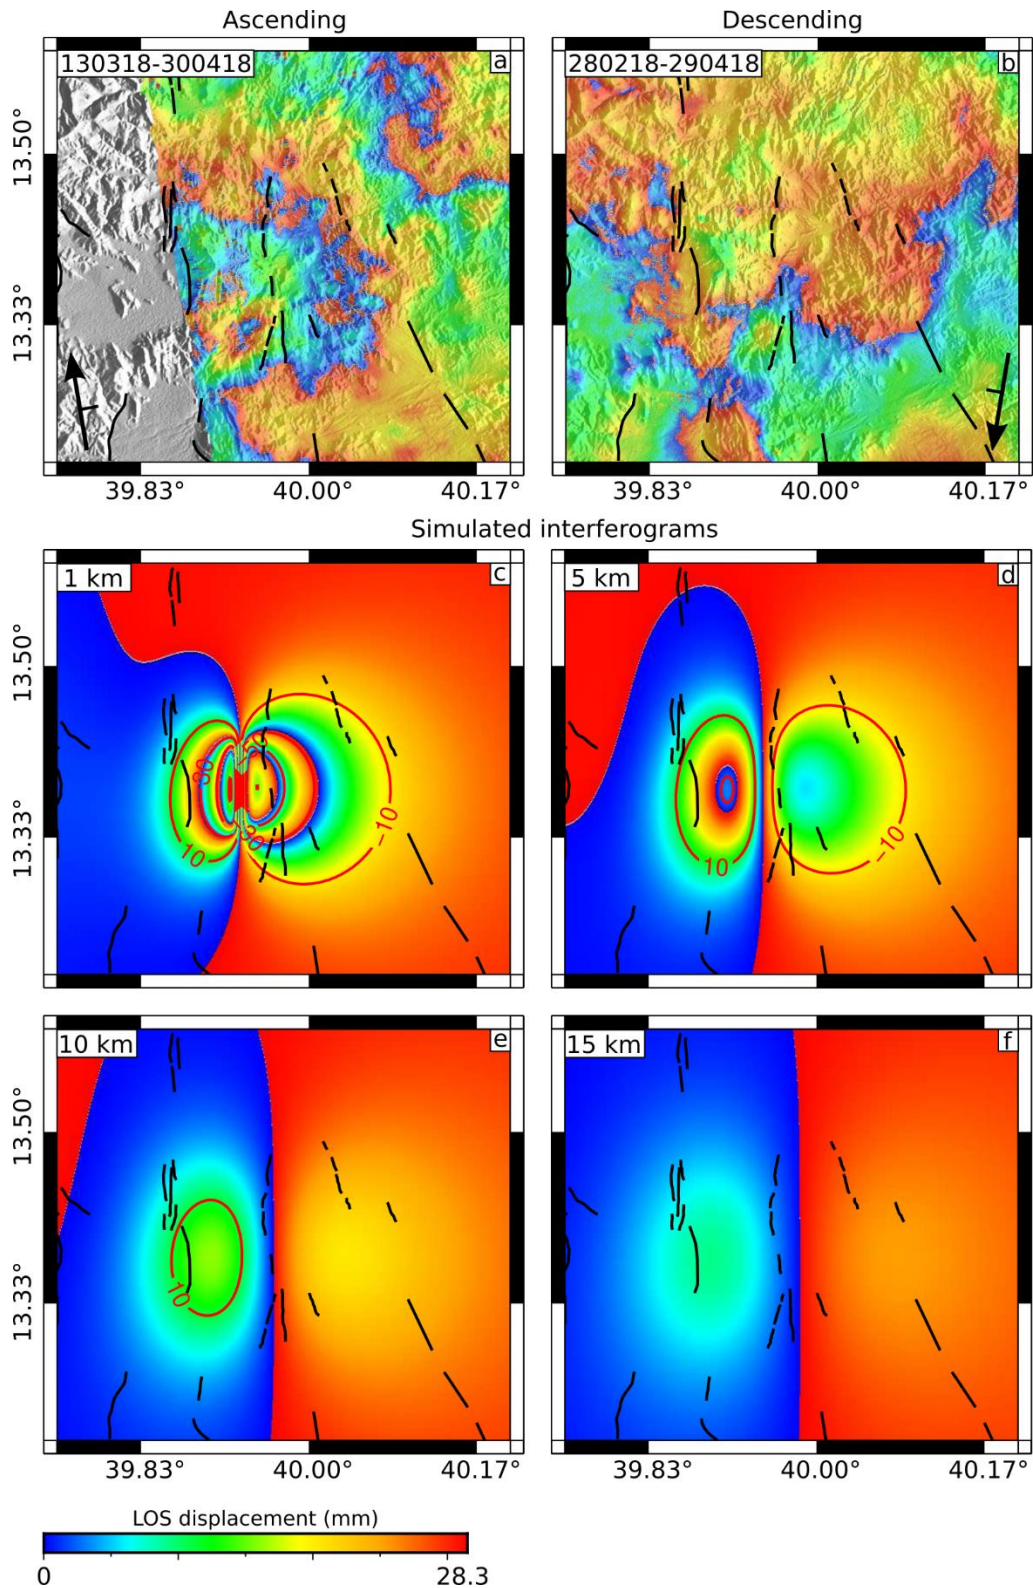 Ascending
Descending
130318-300418
a
280218-290418
b
13.50°
13.33°
39.83°
40.00°
40.17°
39.83°
40.00°
40.17°
Simulated interferograms
1 km
c
5 km
d
13.50°
13.33°
30
10
30
-10
10
-10
10 km
e
15 km
f
13.50°
13.33°
10
39.83°
40.00°
40.17°
39.83°
40.00°
40.17°
LOS displacement (mm)
0
28.3